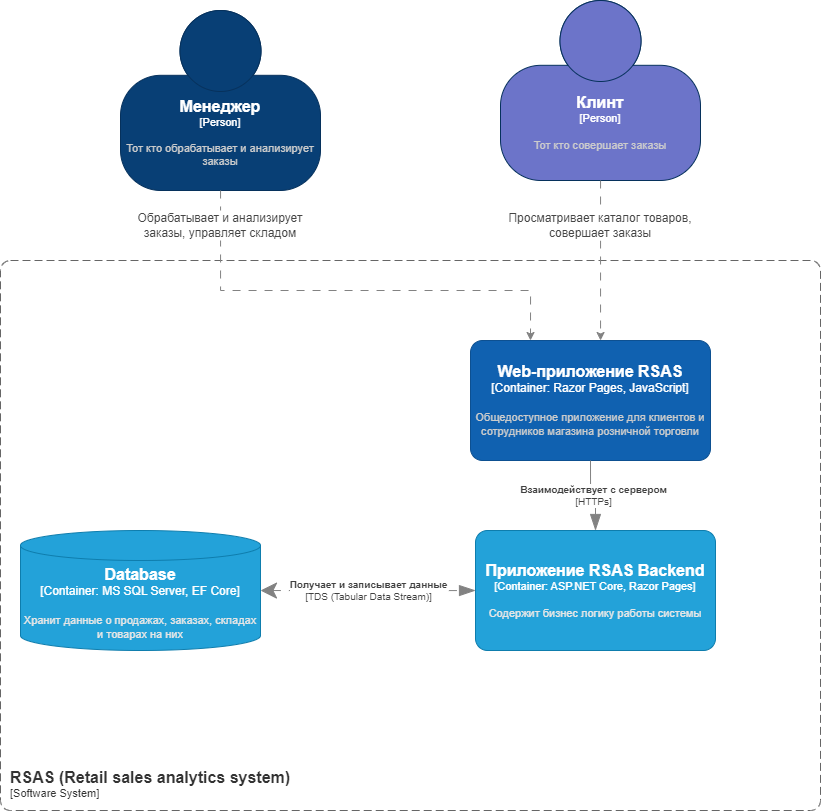 Менеджер
[Person]
Тот кто обрабатывает и анализирует
заказы
Клинт
[Person]
Тот кто совершает заказы
Обрабатывает и анализирует
заказы, управляет складом
Просматривает каталог товаров,
совершает заказы
Web-приложение RSAS
[Container: Razor Pages, JavaScript]
Общедоступное приложение для клиентов и
сотрудников магазина розничной торговли
Взаимодействует с сервером
[HTTPs]
Database
[Container: MS SQL Server, EF Core]
Хранит данные о продажах, заказах, складах
и товарах на них
Получает и записывает данные
[TDS (Tabular Data Stream)]
Приложение RSAS Backend
[Container: ASP.NET Core, Razor Pages]
Содержит бизнес логику работы системы
RSAS (Retail sales analytics system)
[Software System]